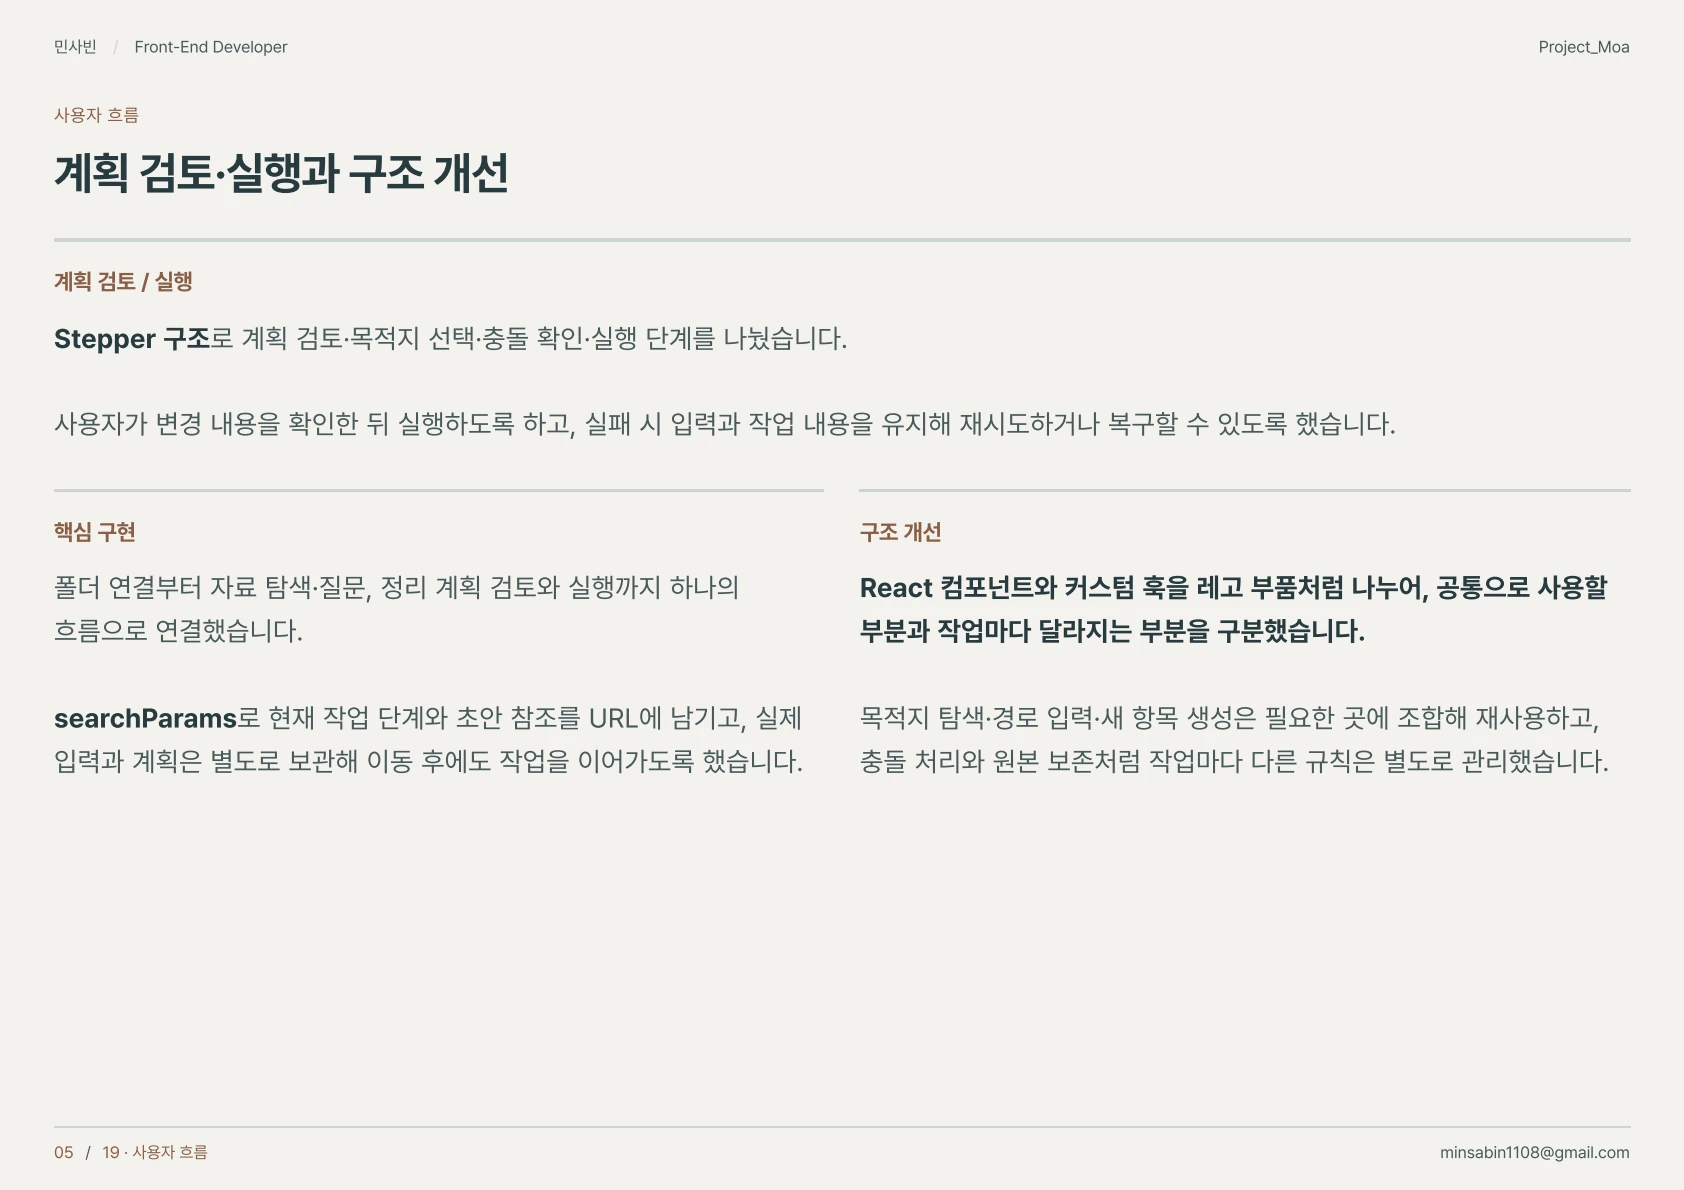 민사빈 / Front-End Developer
Project_Moa
사용자 흐름
계획 검토·실행과 구조 개선
계획 검토 / 실행
Stepper 구조로 계획 검토·목적지 선택·충돌 확인·실행 단계를 나눴습니다.
사용자가 변경 내용을 확인한 뒤 실행하도록 하고, 실패 시 입력과 작업 내용을 유지해 재시도하거나 복구할 수 있도록 했습니다.
핵심 구현
폴더 연결부터 자료 탐색·질문, 정리 계획 검토와 실행까지 하나의
흐름으로 연결했습니다.
searchParams로 현재 작업 단계와 초안 참조를 URL에 남기고, 실제
입력과 계획은 별도로 보관해 이동 후에도 작업을 이어가도록 했습니다.
구조 개선
React 컴포넌트와 커스텀 훅을 레고 부품처럼 나누어, 공통으로 사용할
부분과 작업마다 달라지는 부분을 구분했습니다.
목적지 탐색·경로 입력·새 항목 생성은 필요한 곳에 조합해 재사용하고,
충돌 처리와 원본 보존처럼 작업마다 다른 규칙은 별도로 관리했습니다.
05 / 19 · 사용자 흐름
minsabin1108@gmail.com